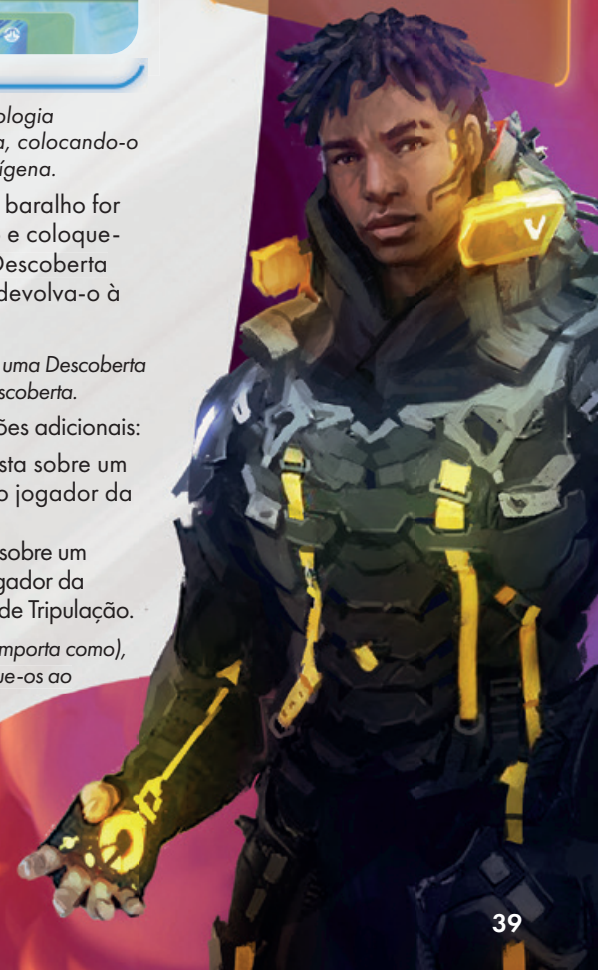 ologia
a, colocando-o
ígena.
baralho for
e coloque-
Descoberta
devolva-o à
uma Descoberta
scoberta.
ões adicionais:
sta sobre um
o jogador da
sobre um
gador da
de Tripulação.
mporta como),
ue-os ao
V
39